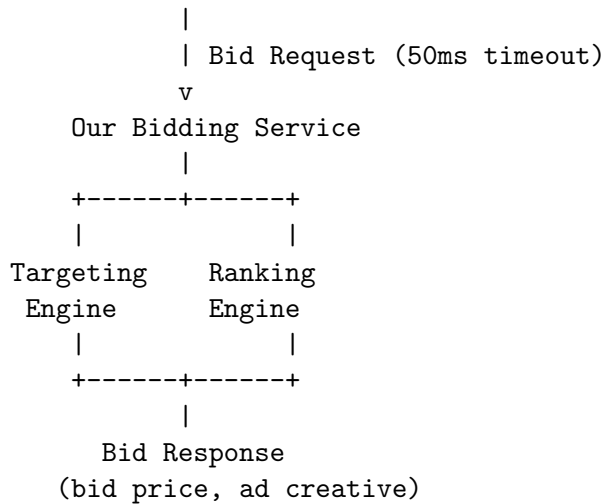 |
| Bid Request (50ms timeout)
v
Our Bidding Service
|
+------+------+
| |
Targeting Ranking
Engine Engine
| |
+------+------+
|
Bid Response
(bid price, ad creative)